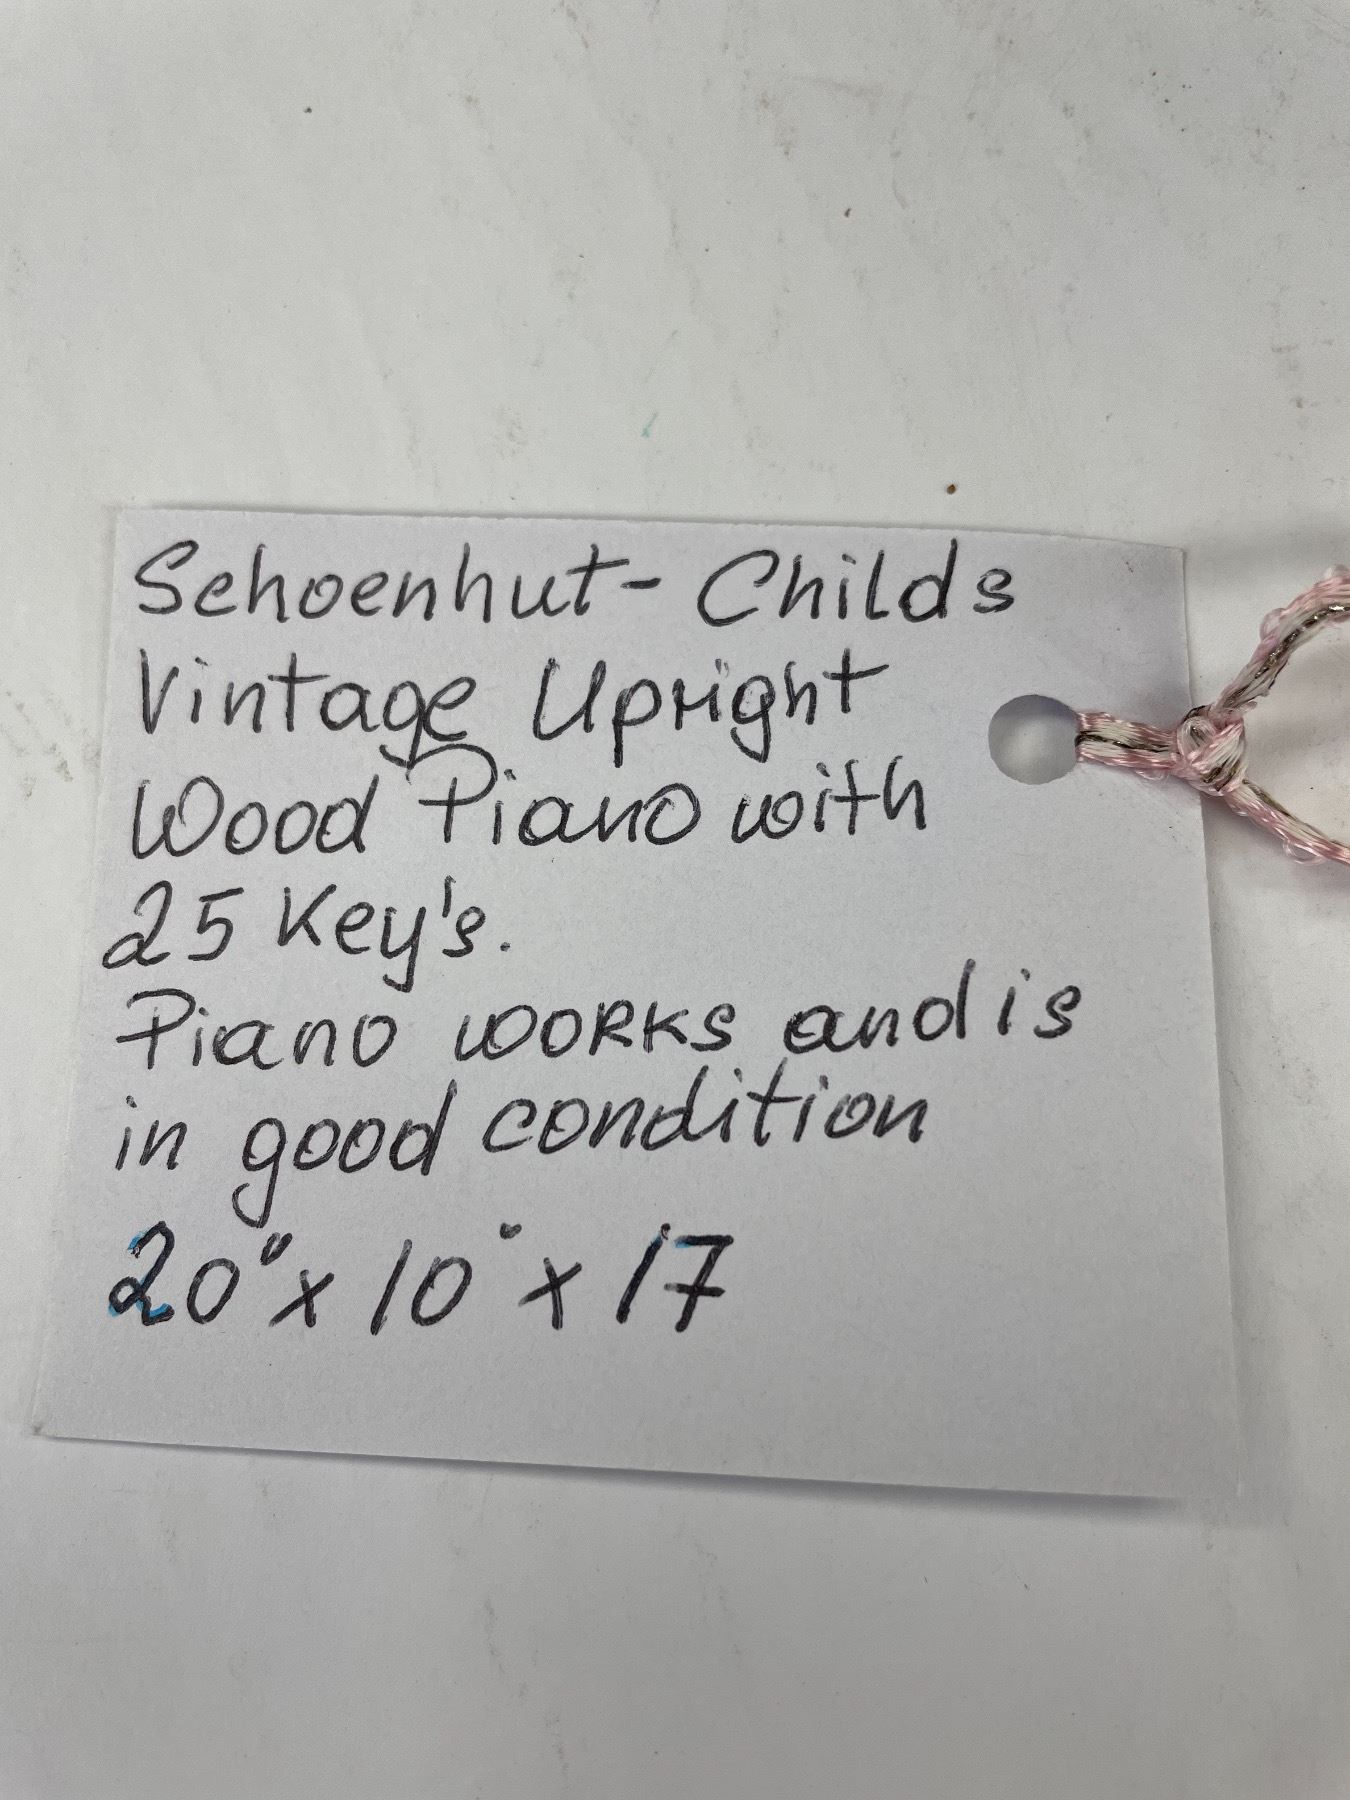 Schoenhut- Childs
Vintage Upright
Wood Piano with
25 Key's.
Piano works and is
in good condition
20" x 10" x 17